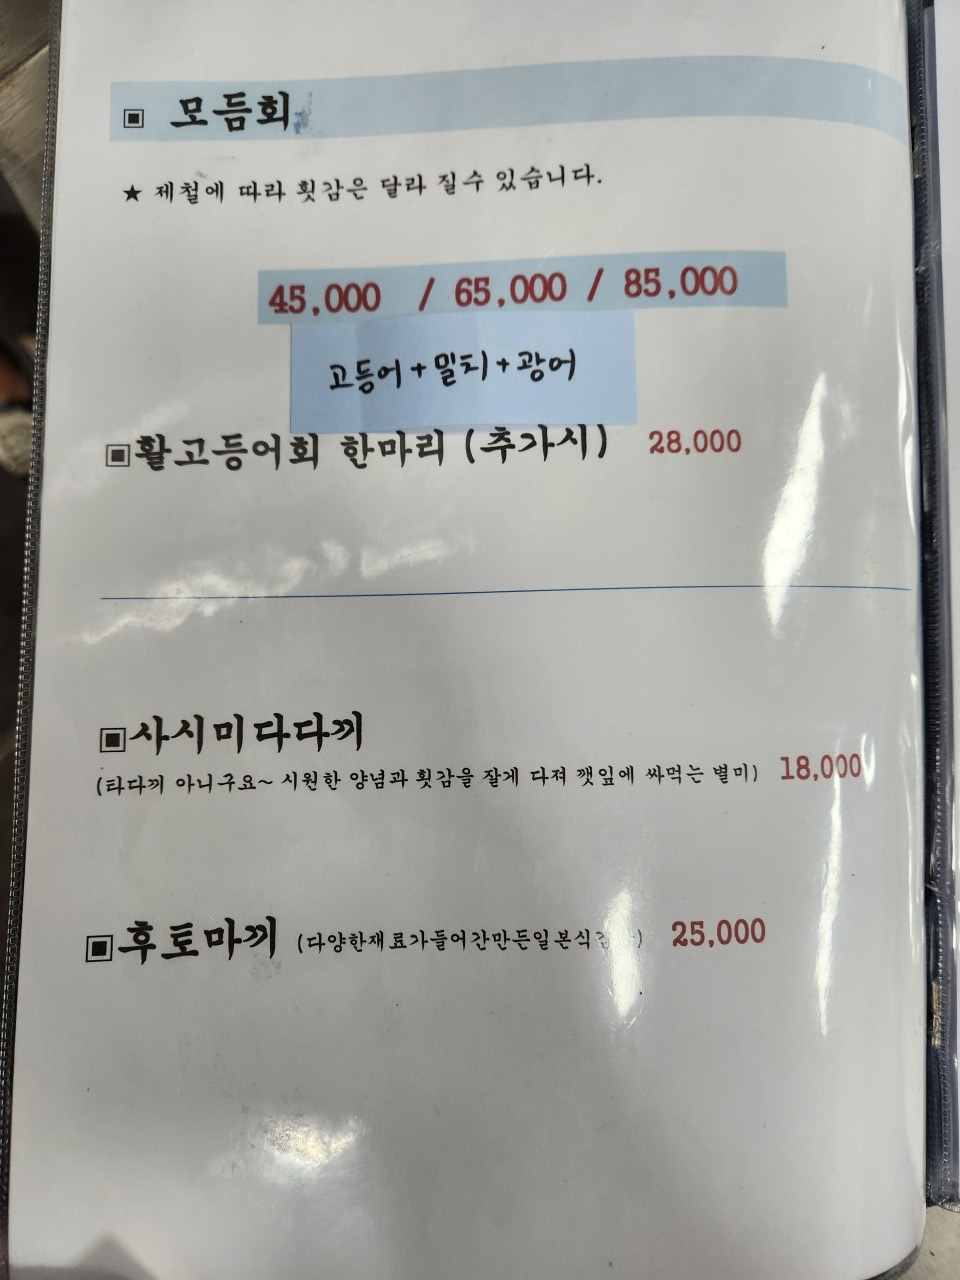 ▣ 모듬회
★ 제철에 따라 횟감은 달라 질수 있습니다.
45,000 / 65,000 / 85,000
고등어+밀치+광어
▣활고등어회 한마리 (추가시) 28,000
▣사시미다다끼
(타다끼 아니구요~ 시원한 양념과 횟감을 잘게 다져 깻잎에 싸먹는 별미) 18,000
▣후토마끼 (다양한재료가들어간만든일본식 ) 25,000